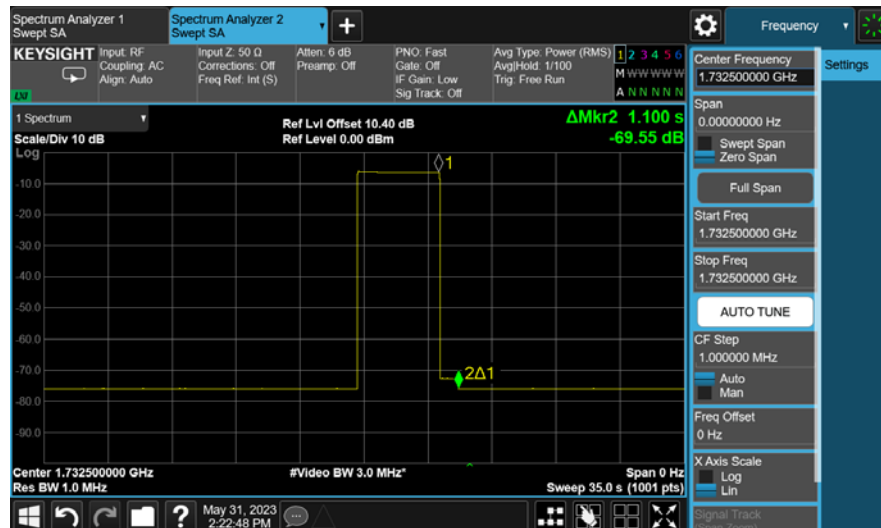 Spectrum Analyzer 1
Swept SA
Spectrum Analyzer 2
Swept SA
+
Frequency
KEYSIGHT
Input: RF
Coupling: AC
Align: Auto
Input Z: 50 Ω
Corrections: Off
Freq Ref: Int (S)
Atten: 6 dB
Preamp: Off
PNO: Fast
Gate: Off
IF Gain: Low
Sig Track: Off
Avg Type: Power (RMS)
Avg|Hold: 1/100
Trig: Free Run
1 2 3 4 5 6
M W W W W W
A N N N N N
LXI
1 Spectrum
Scale/Div 10 dB
Log
Ref Lvl Offset 10.40 dB
Ref Level 0.00 dBm
ΔMkr2 1.100 s
-69.55 dB
1
-10.0
-20.0
-30.0
-40.0
-50.0
-60.0
-70.0
-80.0
-90.0
2Δ1
Center 1.732500000 GHz
Res BW 1.0 MHz
#Video BW 3.0 MHz*
Span 0 Hz
Sweep 35.0 s (1001 pts)
May 31, 2023
2:22:48 PM
?
Center Frequency
1.732500000 GHz
Settings
Span
0.00000000 Hz
Swept Span
Zero Span
Full Span
Start Freq
1.732500000 GHz
Stop Freq
1.732500000 GHz
AUTO TUNE
CF Step
1.000000 MHz
Auto
Man
Freq Offset
0 Hz
X Axis Scale
Log
Lin
Signal Track
(Span Zoom)